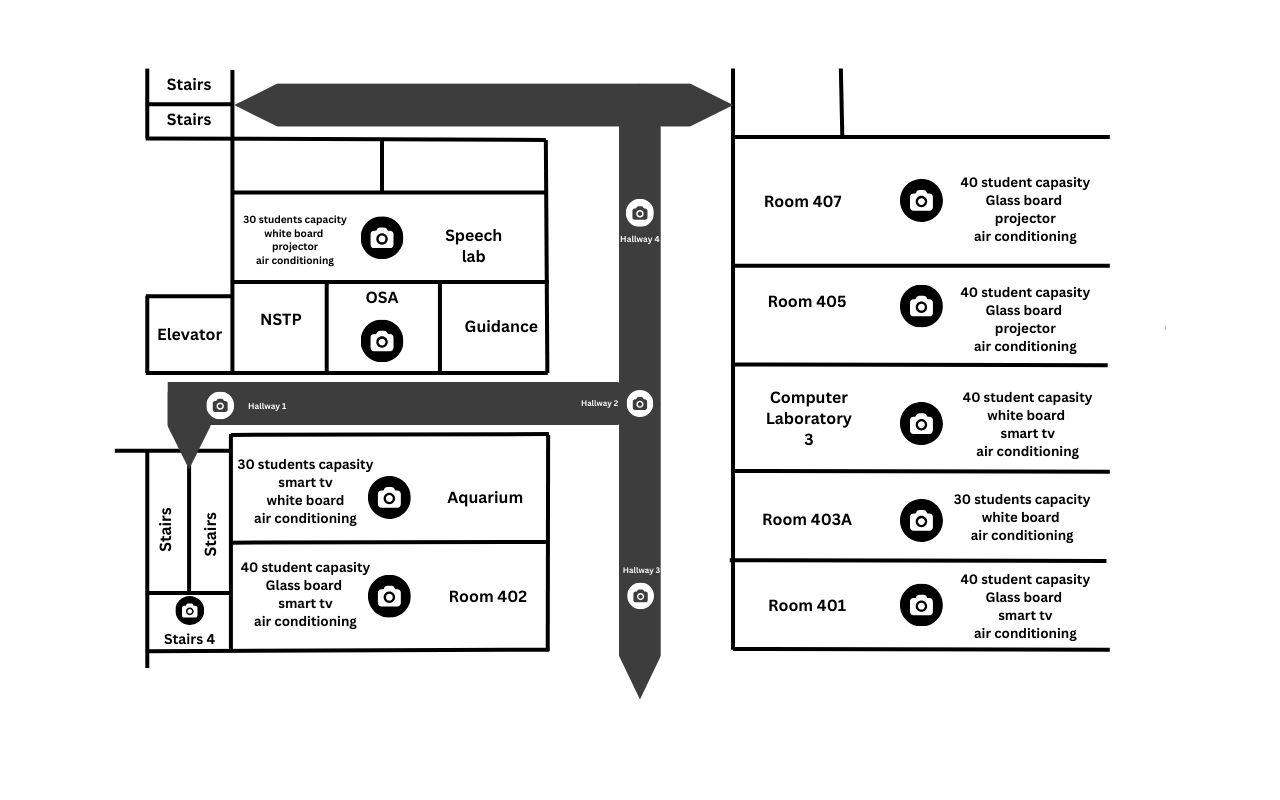 Stairs
Stairs
30 students capacity
white board
projector
air conditioning
Speech
lab
Hallway 4
Room 407
40 student capasity
Glass board
projector
air conditioning
Elevator
NSTP
OSA
Guidance
Room 405
40 student capasity
Glass board
projector
air conditioning
Hallway 1
Hallway 2
Computer
Laboratory
3
40 student capasity
white board
smart tv
air conditioning
Stairs
Stairs
30 students capasity
smart tv
white board
air conditioning
Aquarium
Room 403A
30 students capasity
white board
air conditioning
Stairs 4
40 student capasity
Glass board
smart tv
air conditioning
Room 402
Hallway 3
Room 401
40 student capasity
Glass board
smart tv
air conditioning